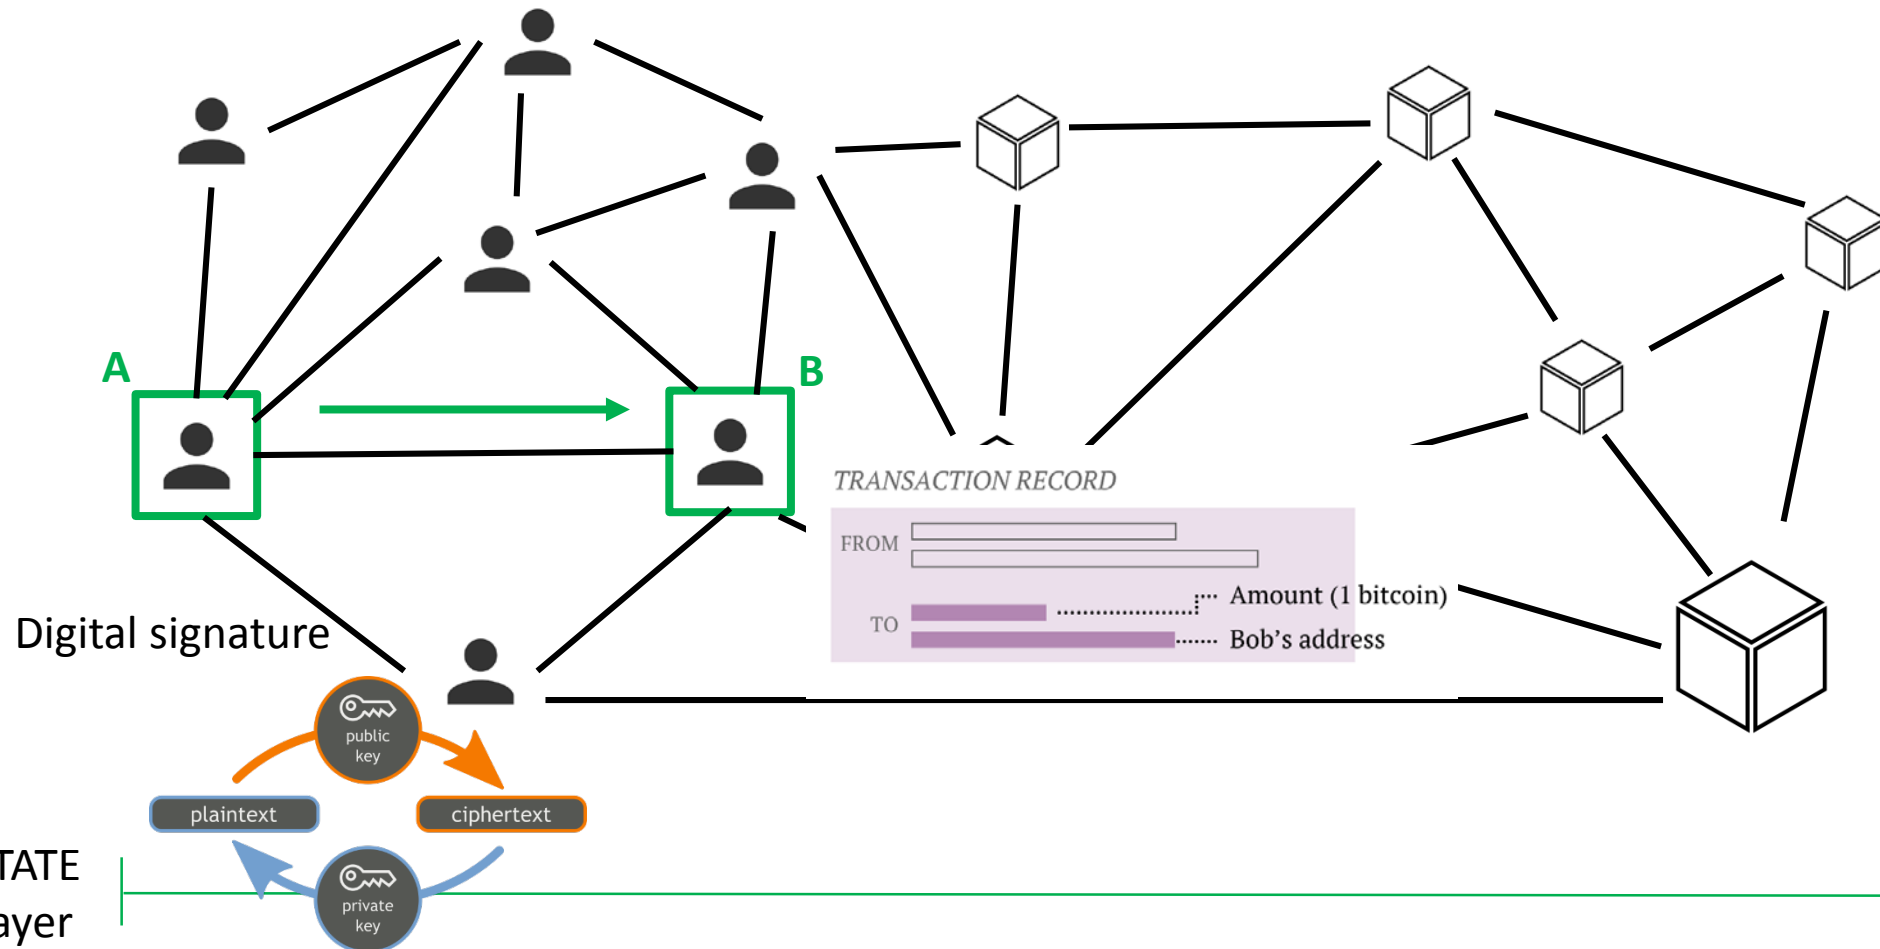 A
B
TRANSACTION RECORD
FROM
Amount (1 bitcoin)
TO
Bob's address
Digital signature
public
key
plaintext
ciphertext
TATE
ayer
private
key